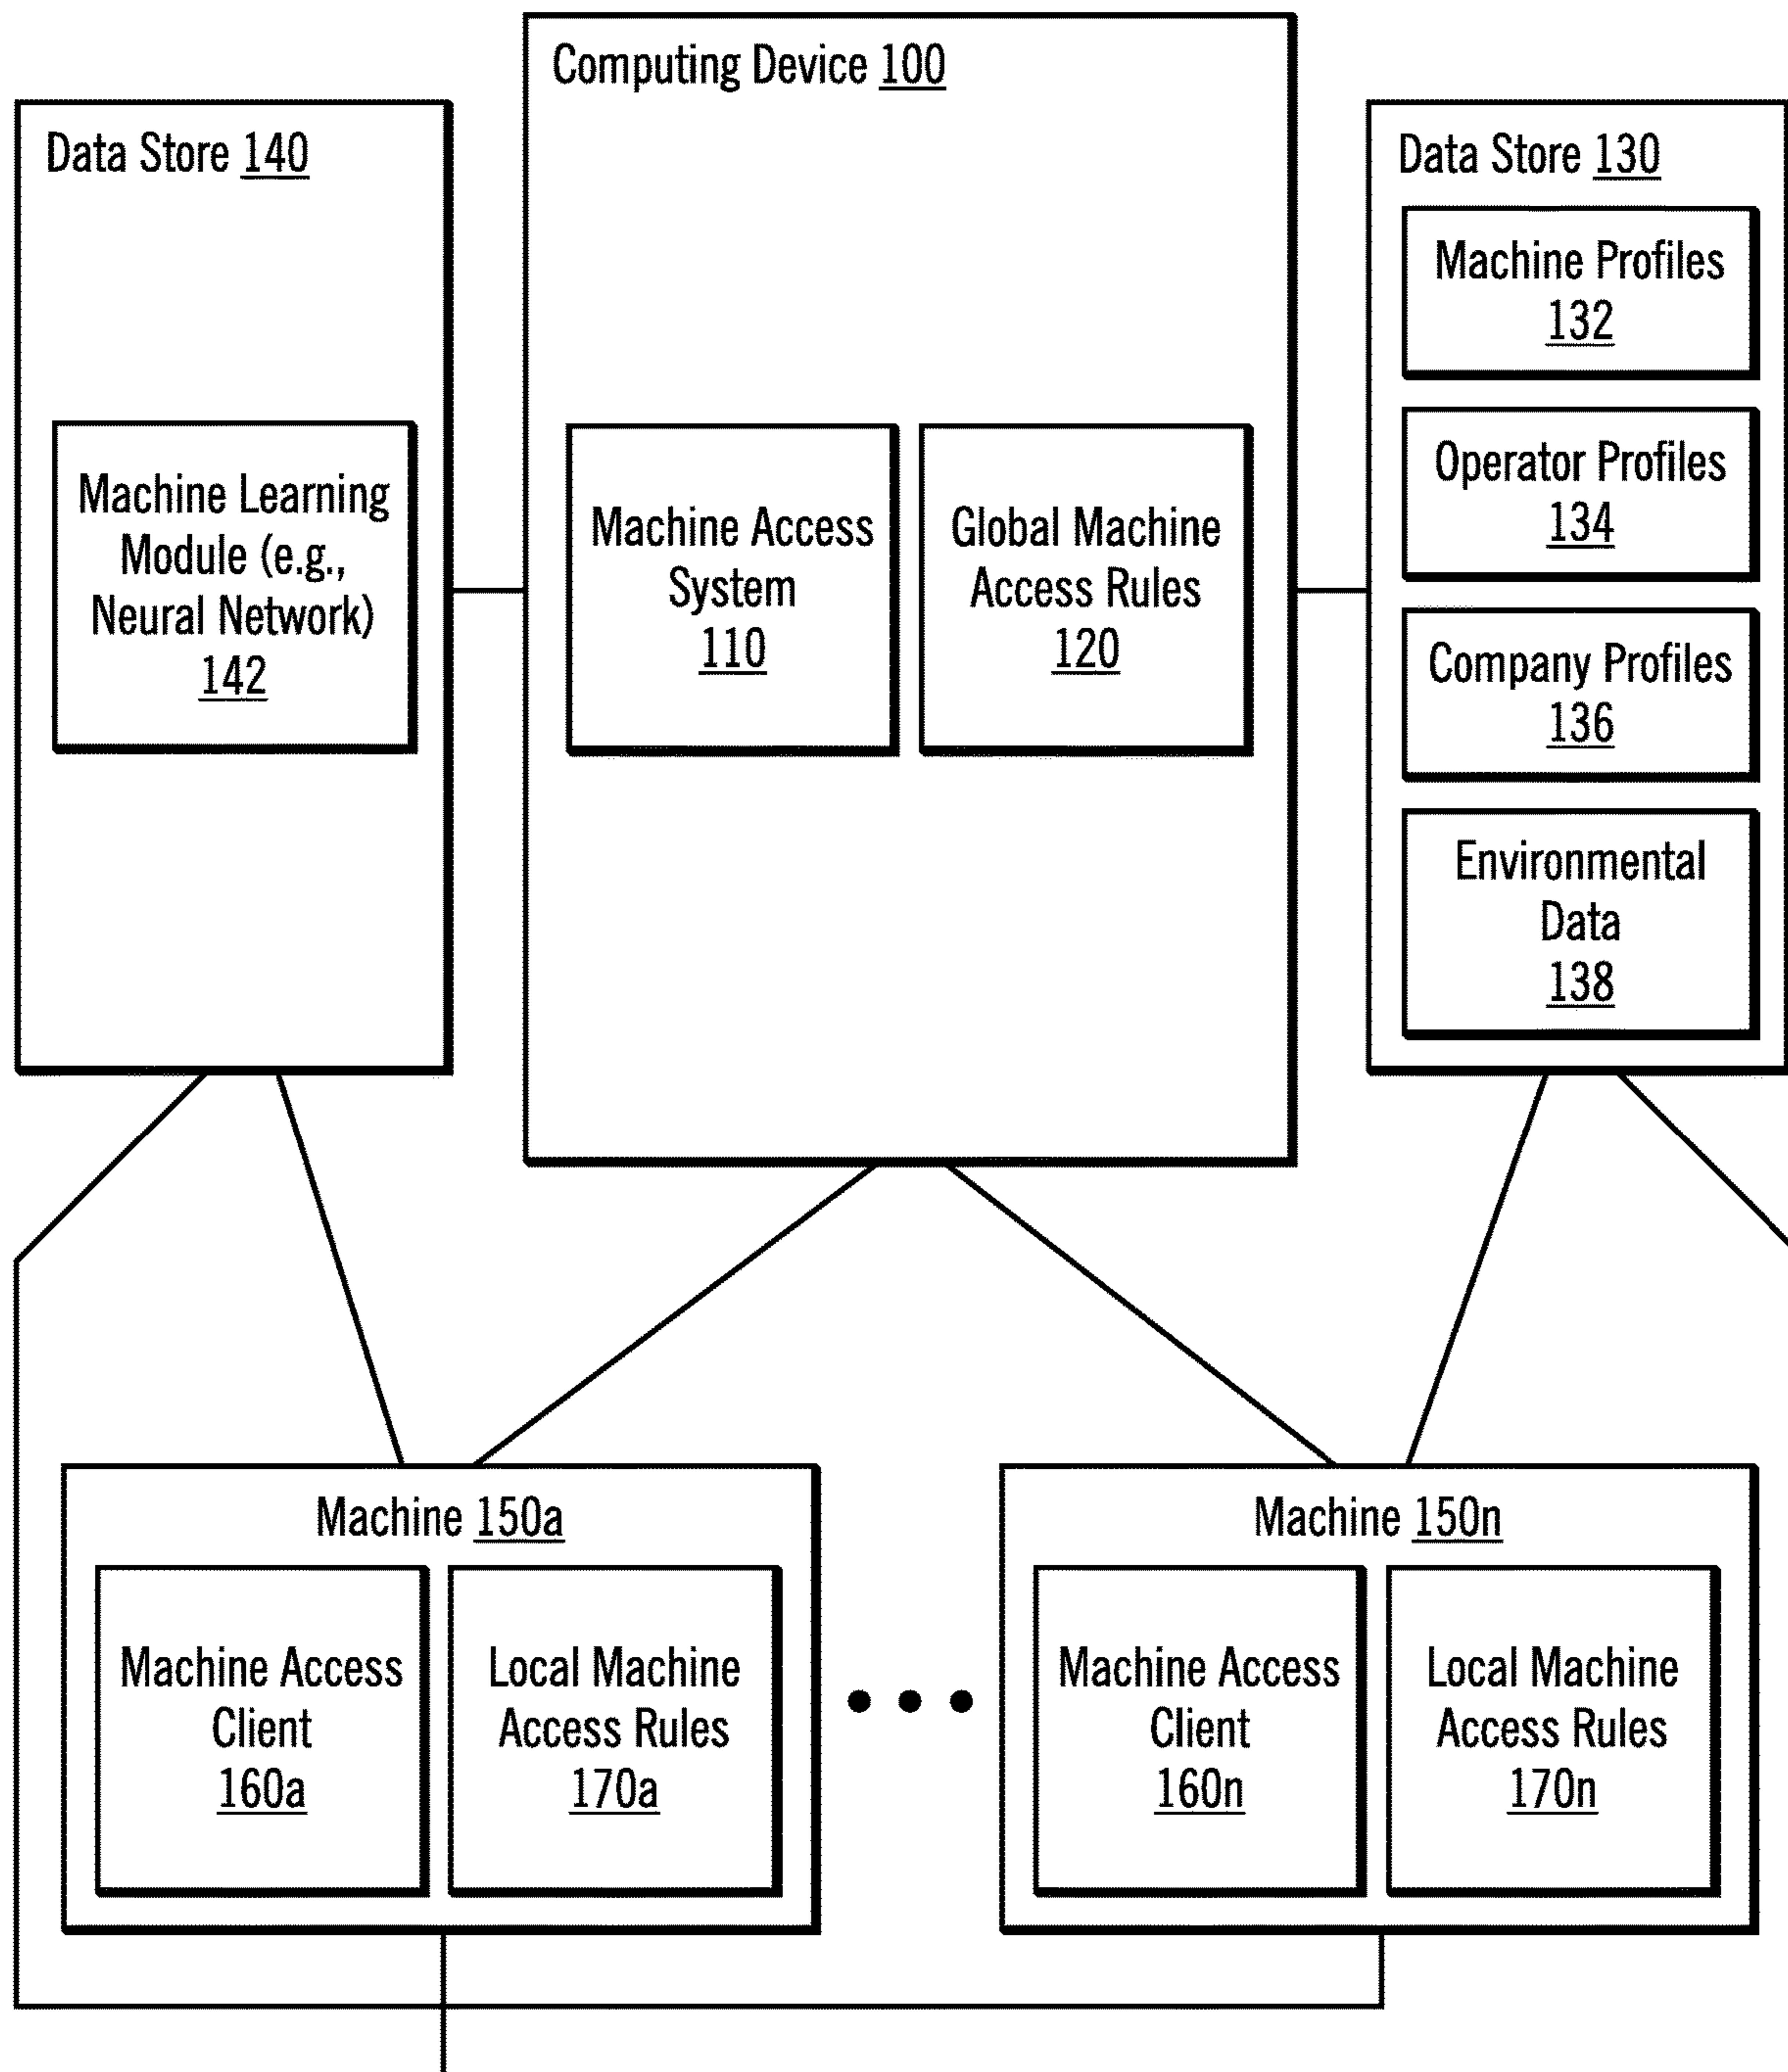 Computing Device 100
Data Store 140
Machine Learning
Module (e.g.,
Neural Network)
142
Machine Access
System
110
Global Machine
Access Rules
120
Data Store 130
Machine Profiles
132
Operator Profiles
134
Company Profiles
136
Environmental
Data
138
Machine 150a
Machine Access
Client
160a
Local Machine
Access Rules
170a
Machine 150n
Machine Access
Client
160n
Local Machine
Access Rules
170n